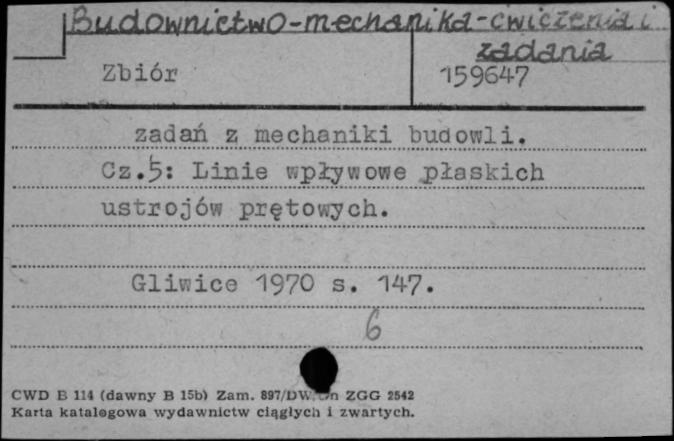 Budownictwo-mechanika-ćwiczenia i
zadania
Zbiór
159647
zadań z mechaniki budowli.
Cz.5: Linie wpływowe płaskich
ustrojów prętowych.
Gliwice 1970 s. 147.
6
CWD B 114 (dawny B 15b) Zam. 897/DW ZGG 2542
Karta katalogowa wydawnictw ciągłych i zwartych.